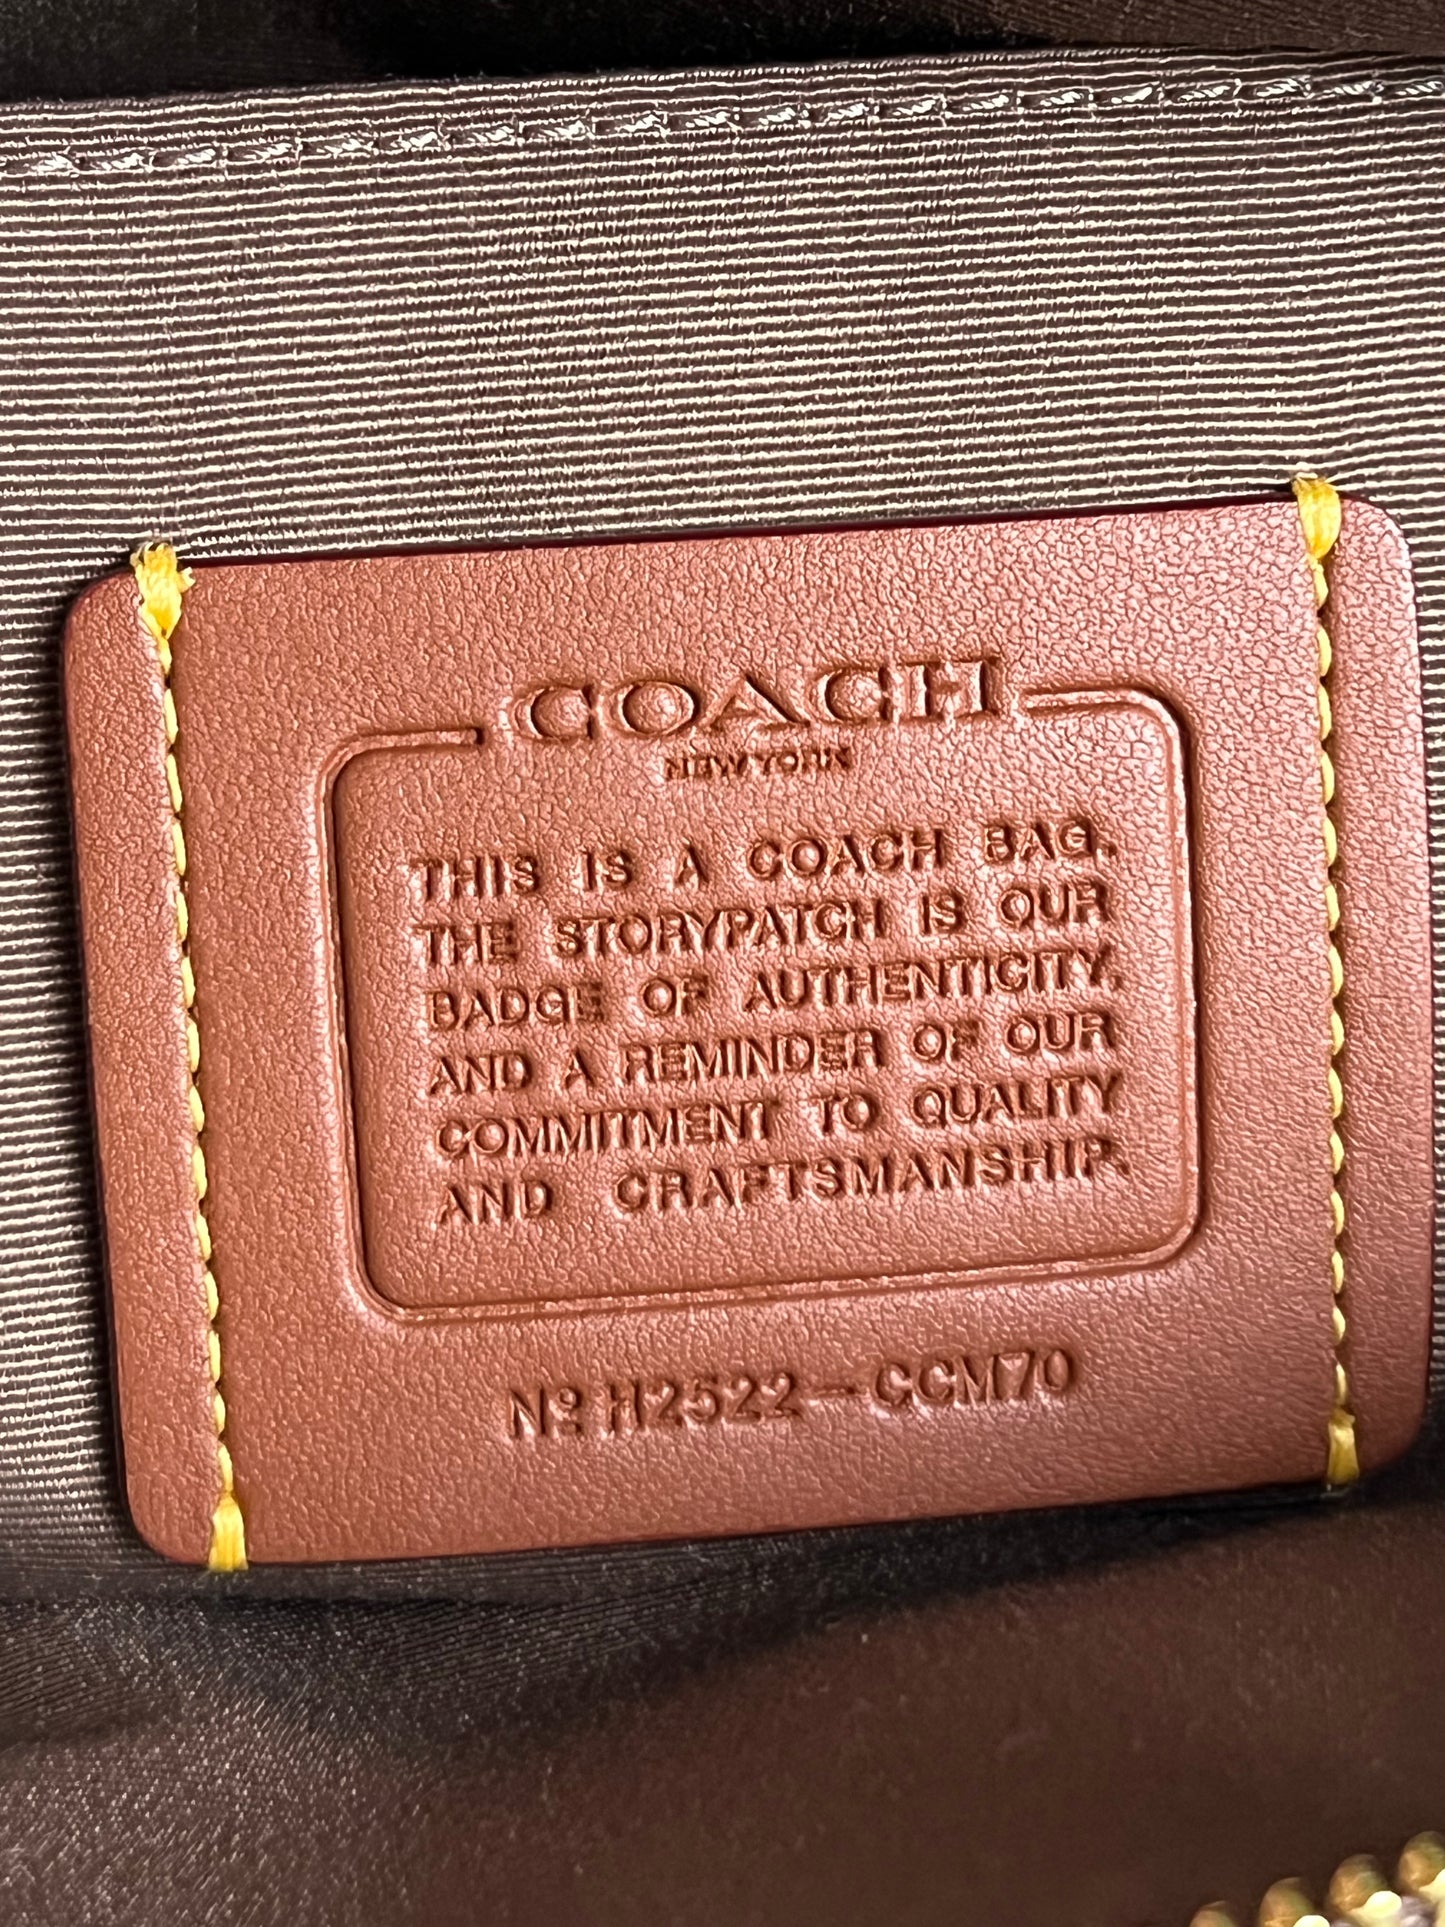 COACH
NEW YORK
THIS IS A COACH BAG.
THE STORYPATCH IS OUR
BADGE OF AUTHENTICITY,
AND A REMINDER OF OUR
COMMITMENT TO QUALITY
AND CRAFTSMANSHIP.
Nº H2522-CCM70